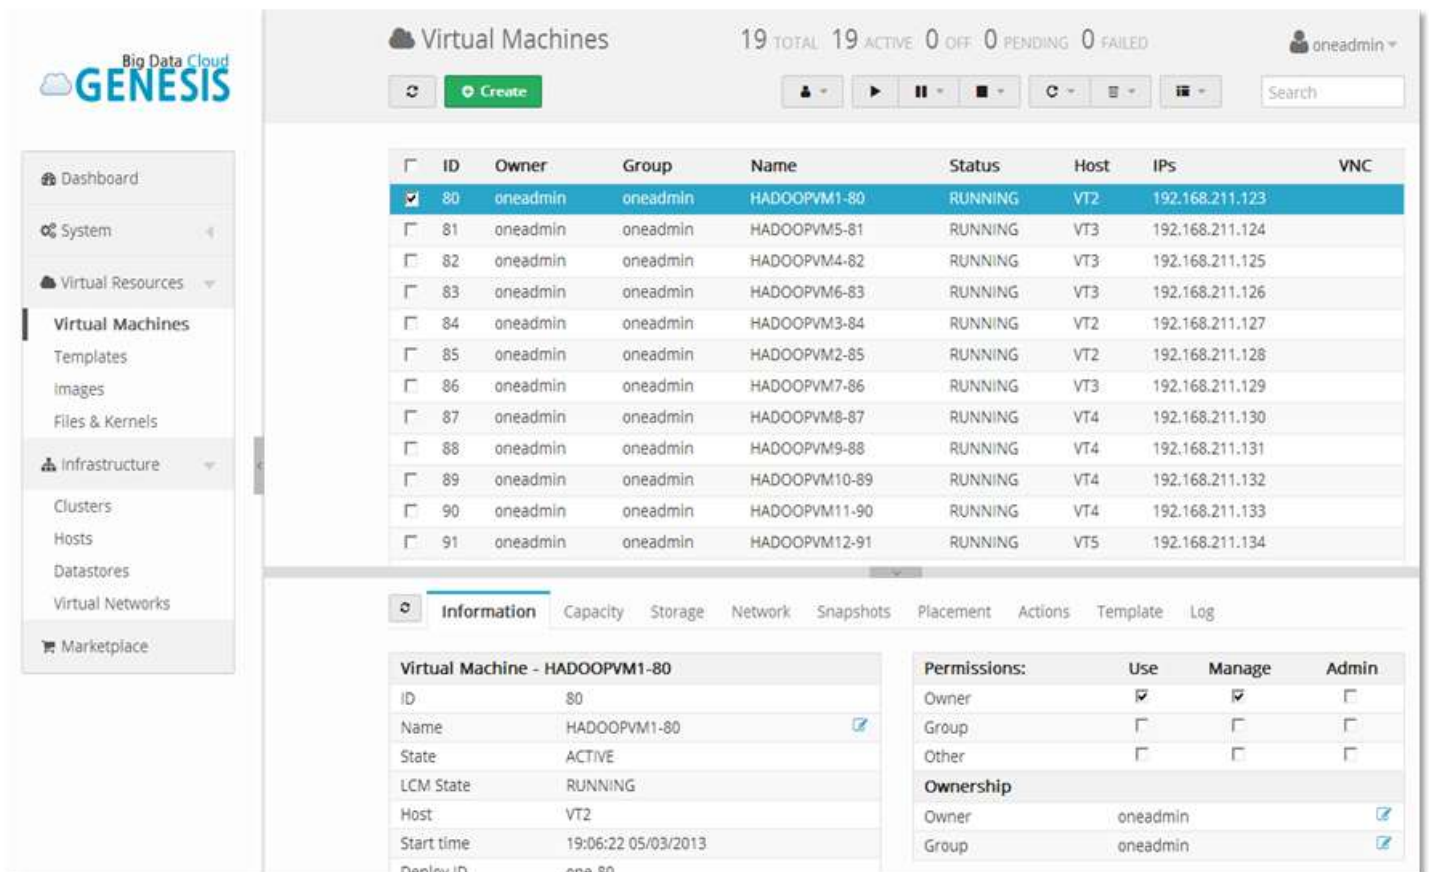 Big Data Cloud
GENESIS
Dashboard
System
Virtual Resources
Virtual Machines
Templates
Images
Files & Kernels
Infrastructure
Clusters
Hosts
Datastores
Virtual Networks
Marketplace
Virtual Machines 19 TOTAL 19 ACTIVE 0 OFF 0 PENDING 0 FAILED oneadmin
Create Search
ID Owner Group Name Status Host IPs VNC
80 oneadmin oneadmin HADOOPVM1-80 RUNNING VT2 192.168.211.123
81 oneadmin oneadmin HADOOPVM5-81 RUNNING VT3 192.168.211.124
82 oneadmin oneadmin HADOOPVM4-82 RUNNING VT3 192.168.211.125
83 oneadmin oneadmin HADOOPVM6-83 RUNNING VT3 192.168.211.126
84 oneadmin oneadmin HADOOPVM3-84 RUNNING VT2 192.168.211.127
85 oneadmin oneadmin HADOOPVM2-85 RUNNING VT2 192.168.211.128
86 oneadmin oneadmin HADOOPVM7-86 RUNNING VT3 192.168.211.129
87 oneadmin oneadmin HADOOPVM8-87 RUNNING VT4 192.168.211.130
88 oneadmin oneadmin HADOOPVM9-88 RUNNING VT4 192.168.211.131
89 oneadmin oneadmin HADOOPVM10-89 RUNNING VT4 192.168.211.132
90 oneadmin oneadmin HADOOPVM11-90 RUNNING VT4 192.168.211.133
91 oneadmin oneadmin HADOOPVM12-91 RUNNING VT5 192.168.211.134
Information Capacity Storage Network Snapshots Placement Actions Template Log
Virtual Machine - HADOOPVM1-80
ID 80
Name HADOOPVM1-80
State ACTIVE
LCM State RUNNING
Host VT2
Start time 19:06:22 05/03/2013
Deploy ID one-80
Permissions: Use Manage Admin
Owner
Group
Other
Ownership
Owner oneadmin
Group oneadmin